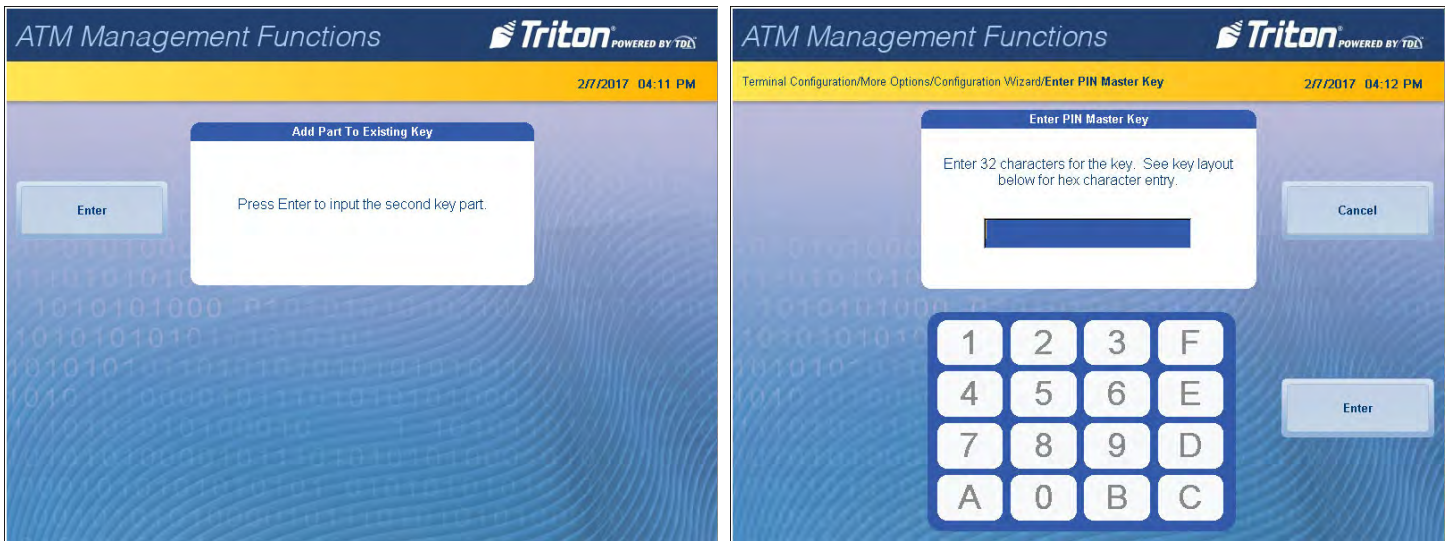 ATM Management Functions
Triton POWERED BY TDL
2/7/2017 04:11 PM
Add Part To Existing Key
Press Enter to input the second key part.
Enter
ATM Management Functions
Triton POWERED BY TDL
Terminal Configuration/More Options/Configuration Wizard/Enter PIN Master Key
2/7/2017 04:12 PM
Enter PIN Master Key
Enter 32 characters for the key. See key layout
below for hex character entry.
Cancel
1 2 3 F
4 5 6 E
7 8 9 D
A 0 B C
Enter